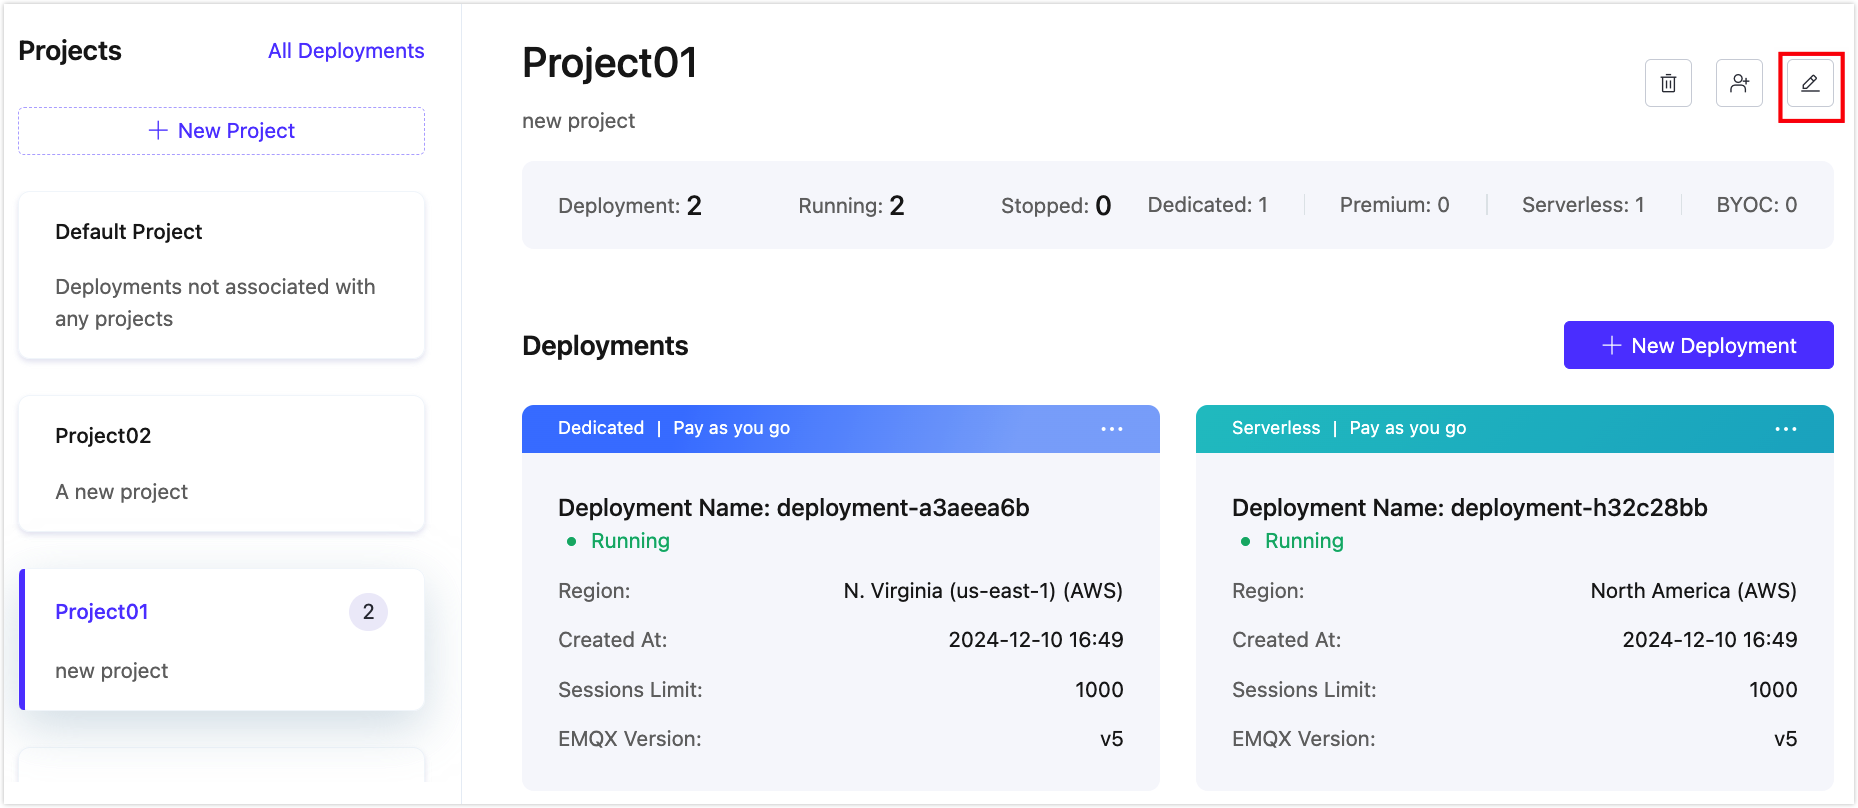 Projects
All Deployments
+ New Project
Default Project
Deployments not associated with
any projects
Project02
A new project
Project01
2
new project
Project01
new project
Deployment: 2
Running: 2
Stopped: 0
Dedicated: 1
Premium: 0
Serverless: 1
BYOC: 0
Deployments
+ New Deployment
Dedicated | Pay as you go
Deployment Name: deployment-a3aeea6b
Running
Region: N. Virginia (us-east-1) (AWS)
Created At: 2024-12-10 16:49
Sessions Limit: 1000
EMQX Version: v5
Serverless | Pay as you go
Deployment Name: deployment-h32c28bb
Running
Region: North America (AWS)
Created At: 2024-12-10 16:49
Sessions Limit: 1000
EMQX Version: v5